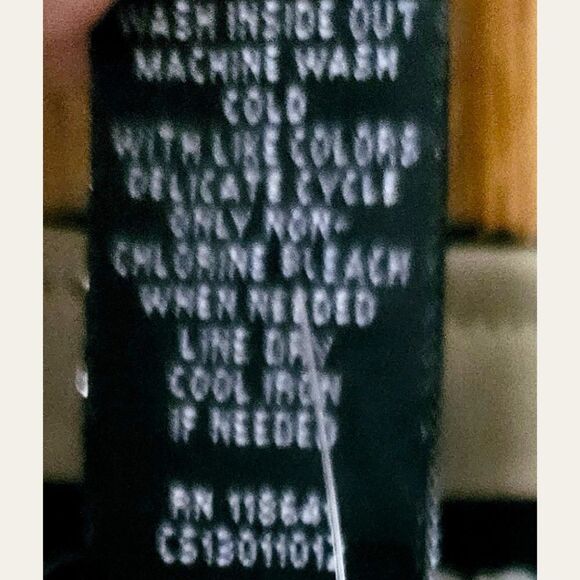 WASH INSIDE OUT
MACHINE WASH
COLD
WITH LIKE COLORS
DELICATE CYCLE
ONLY NON-
CHLORINE BLEACH
WHEN NEEDED
LINE DRY
COOL IRON
IF NEEDED
RN